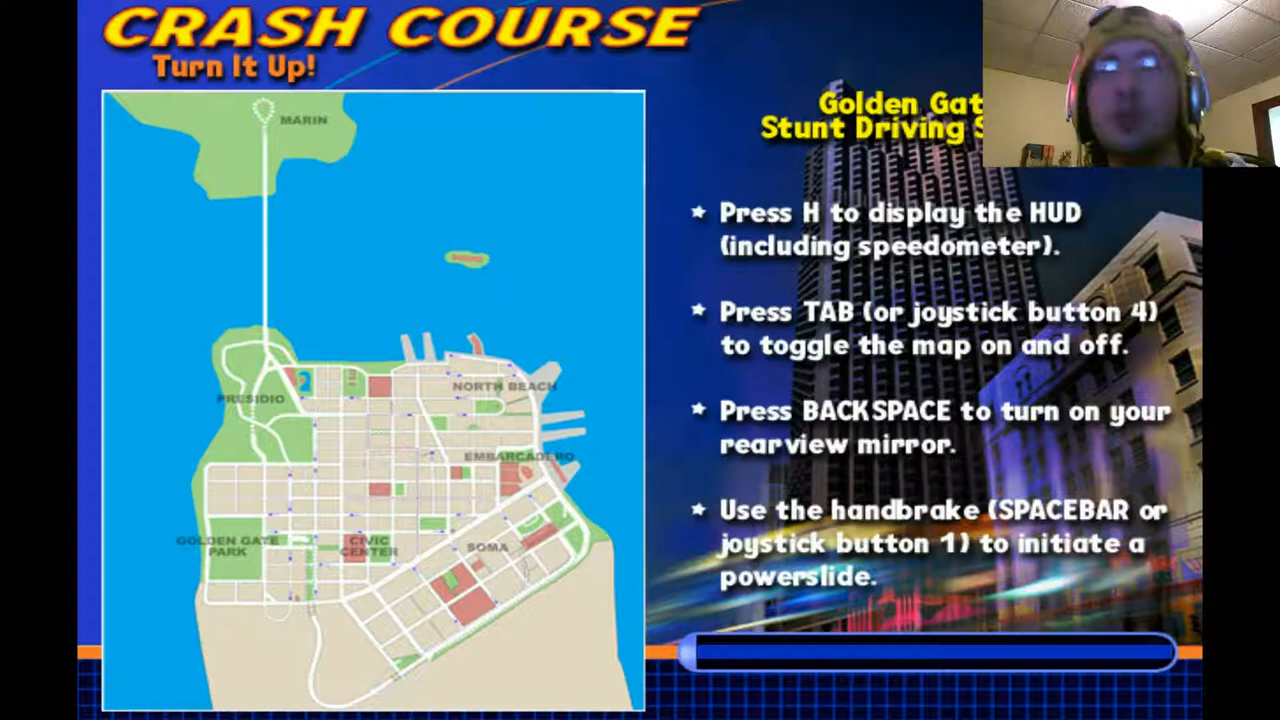 CRASH COURSE
Turn It Up!
Golden Gat
Stunt Driving S
MARIN
★ Press H to display the HUD
(including speedometer).
★ Press TAB (or joystick button 4)
to toggle the map on and off.
★ Press BACKSPACE to turn on your
rearview mirror.
★ Use the handbrake (SPACEBAR or
joystick button 1) to initiate a
powerslide.
NORTH BEACH
PRESIDIO
EMBARCADERO
GOLDEN GATE
PARK
CIVIC
CENTER
SOMA